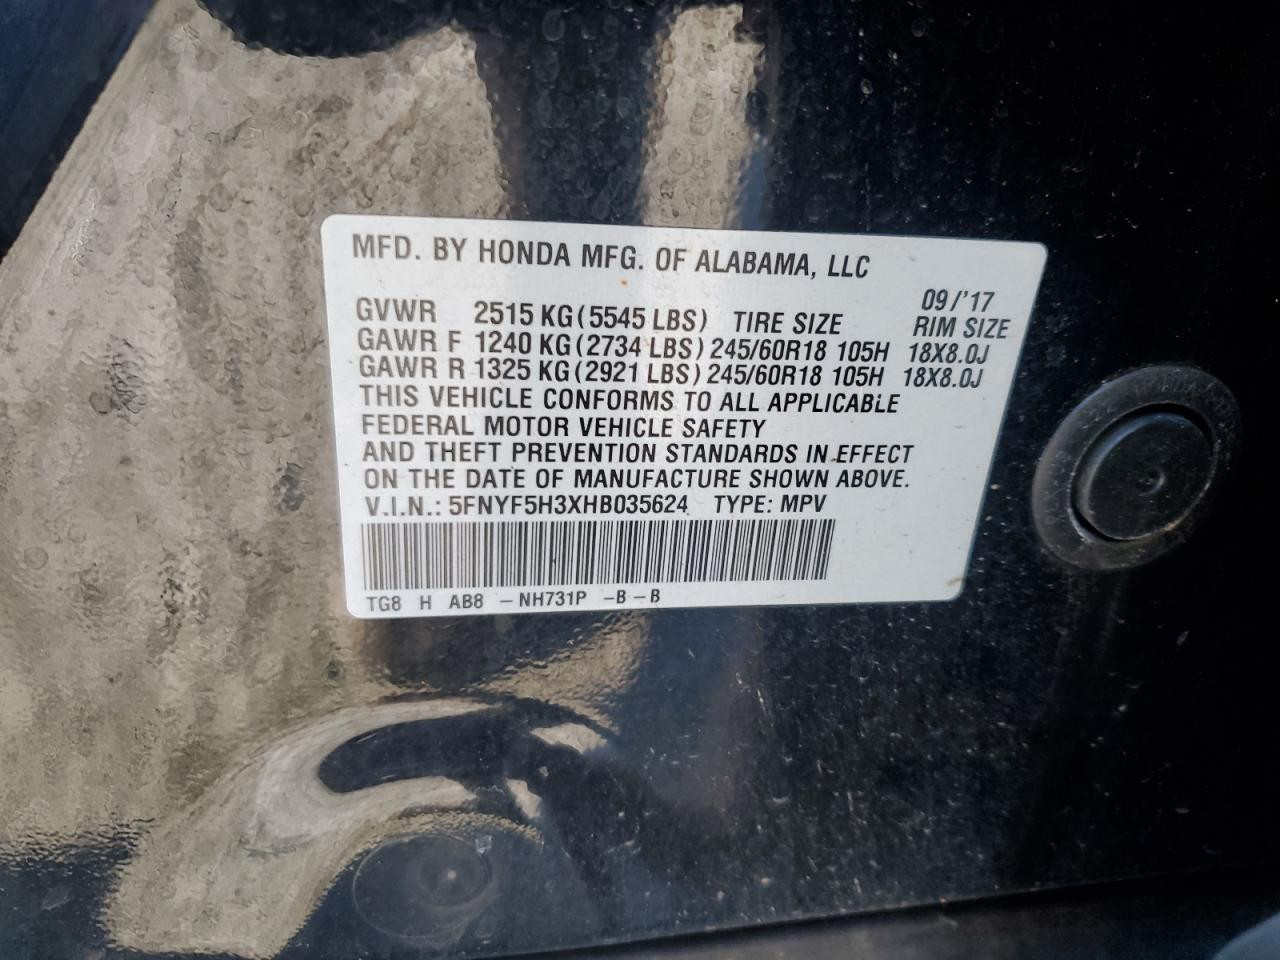 MFD. BY HONDA MFG. OF ALABAMA, LLC
09/'17
GVWR 2515 KG(5545 LBS) TIRE SIZE RIM SIZE
GAWR F 1240 KG(2734 LBS) 245/60R18 105H 18X8.0J
GAWR R 1325 KG(2921 LBS) 245/60R18 105H 18X8.0J
THIS VEHICLE CONFORMS TO ALL APPLICABLE
FEDERAL MOTOR VEHICLE SAFETY
AND THEFT PREVENTION STANDARDS IN EFFECT
ON THE DATE OF MANUFACTURE SHOWN ABOVE.
V.I.N.: 5FNYF5H3XHB035624 TYPE: MPV
TG8 H AB8 -NH731P -B-B